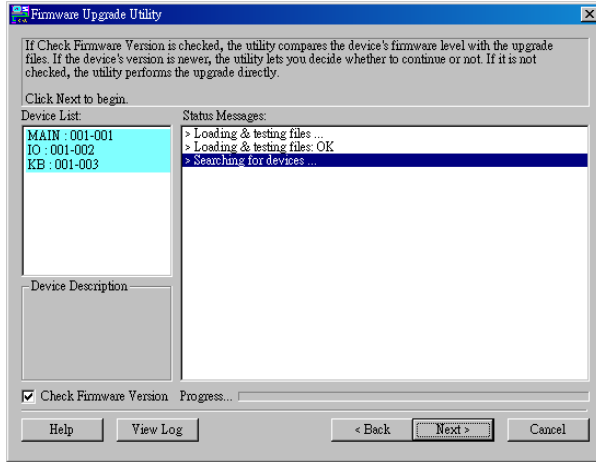 Firmware Upgrade Utility
If Check Firmware Version is checked, the utility compares the device's firmware level with the upgrade
files. If the device's version is newer, the utility lets you decide whether to continue or not. If it is not
checked, the utility performs the upgrade directly.
Click Next to begin.
Device List:
MAIN : 001-001
IO : 001-002
KB : 001-003
Status Messages:
> Loading & testing files ...
> Loading & testing files: OK
> Searching for devices ...
Device Description
Check Firmware Version
Progress...
Help
View Log
< Back
Next >
Cancel